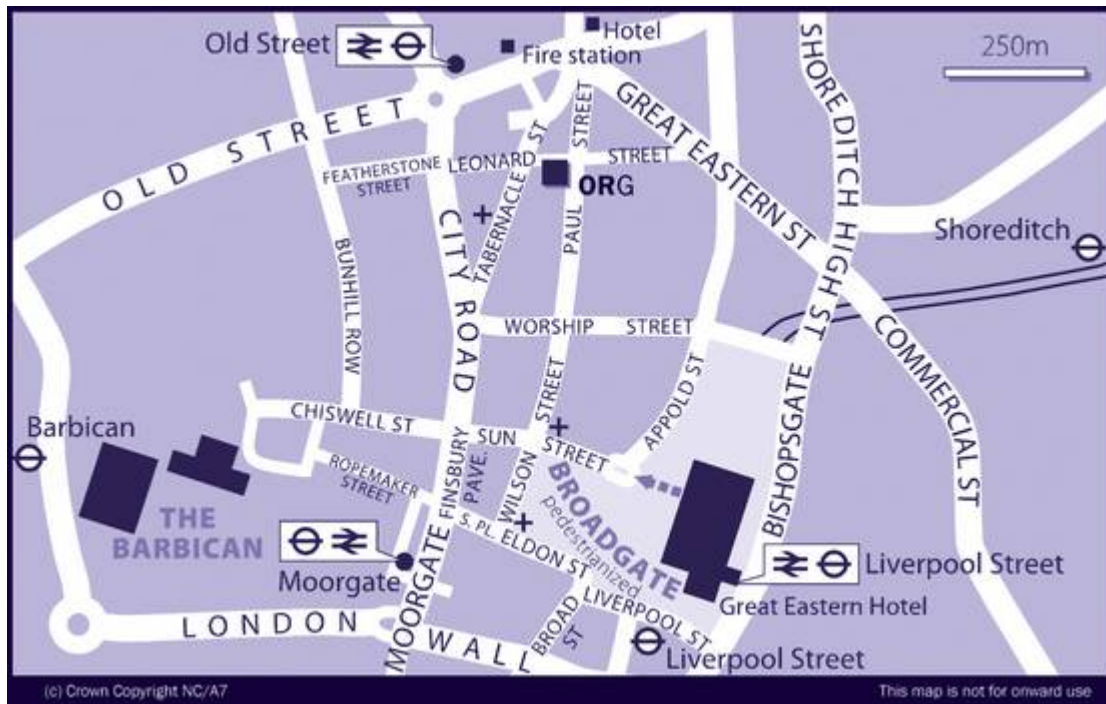 Hotel
Old Street
Fire station
250m
OLD STREET
SHOREDITCH HIGH ST
GREAT EASTERN ST
FEATHERSTONE
STREET
LEONARD STREET
TABERNACLE ST
PAUL STREET
ORG
CITY ROAD
BUNHILL ROW
Shoreditch
WORSHIP STREET
COMMERCIAL ST
APPOLD ST
BISHOPSGATE
CHISWELL ST
SUN STREET
WILSON STREET
Barbican
ROPEMAKER
STREET
FINSBURY
PAVE.
THE
BARBICAN
BROADGATE
pedestrianized
S. PL. ELDON ST
Moorgate
MOORGATE
Liverpool Street
Great Eastern Hotel
LIVERPOOL ST
BROAD
ST
LONDON WALL
Liverpool Street
(c) Crown Copyright NC/A7
This map is not for onward use